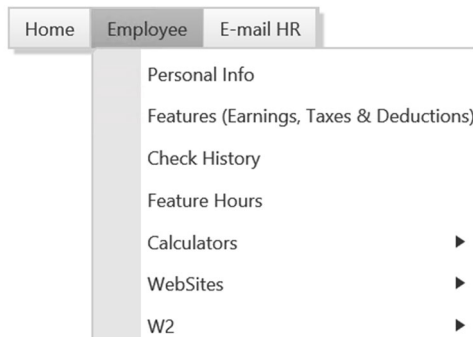 Home Employee E-mail HR
Personal Info
Features (Earnings, Taxes & Deductions)
Check History
Feature Hours
Calculators
WebSites
W2